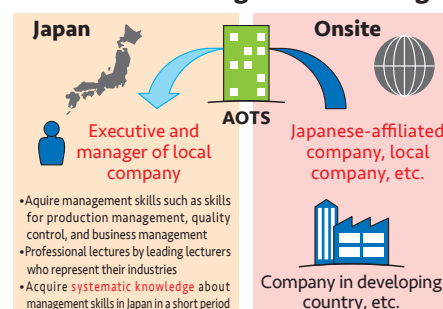 Japan
Executive and
manager of local
company
•Aquire management skills such as skills
for production management, quality
control, and business management
•Professional lectures by leading lecturers
who represent their industries
•Acquire systematic knowledge about
management skills in Japan in a short period
AOTS
Onsite
Japanese-affiliated
company, local
company, etc.
Company in developing
country, etc.